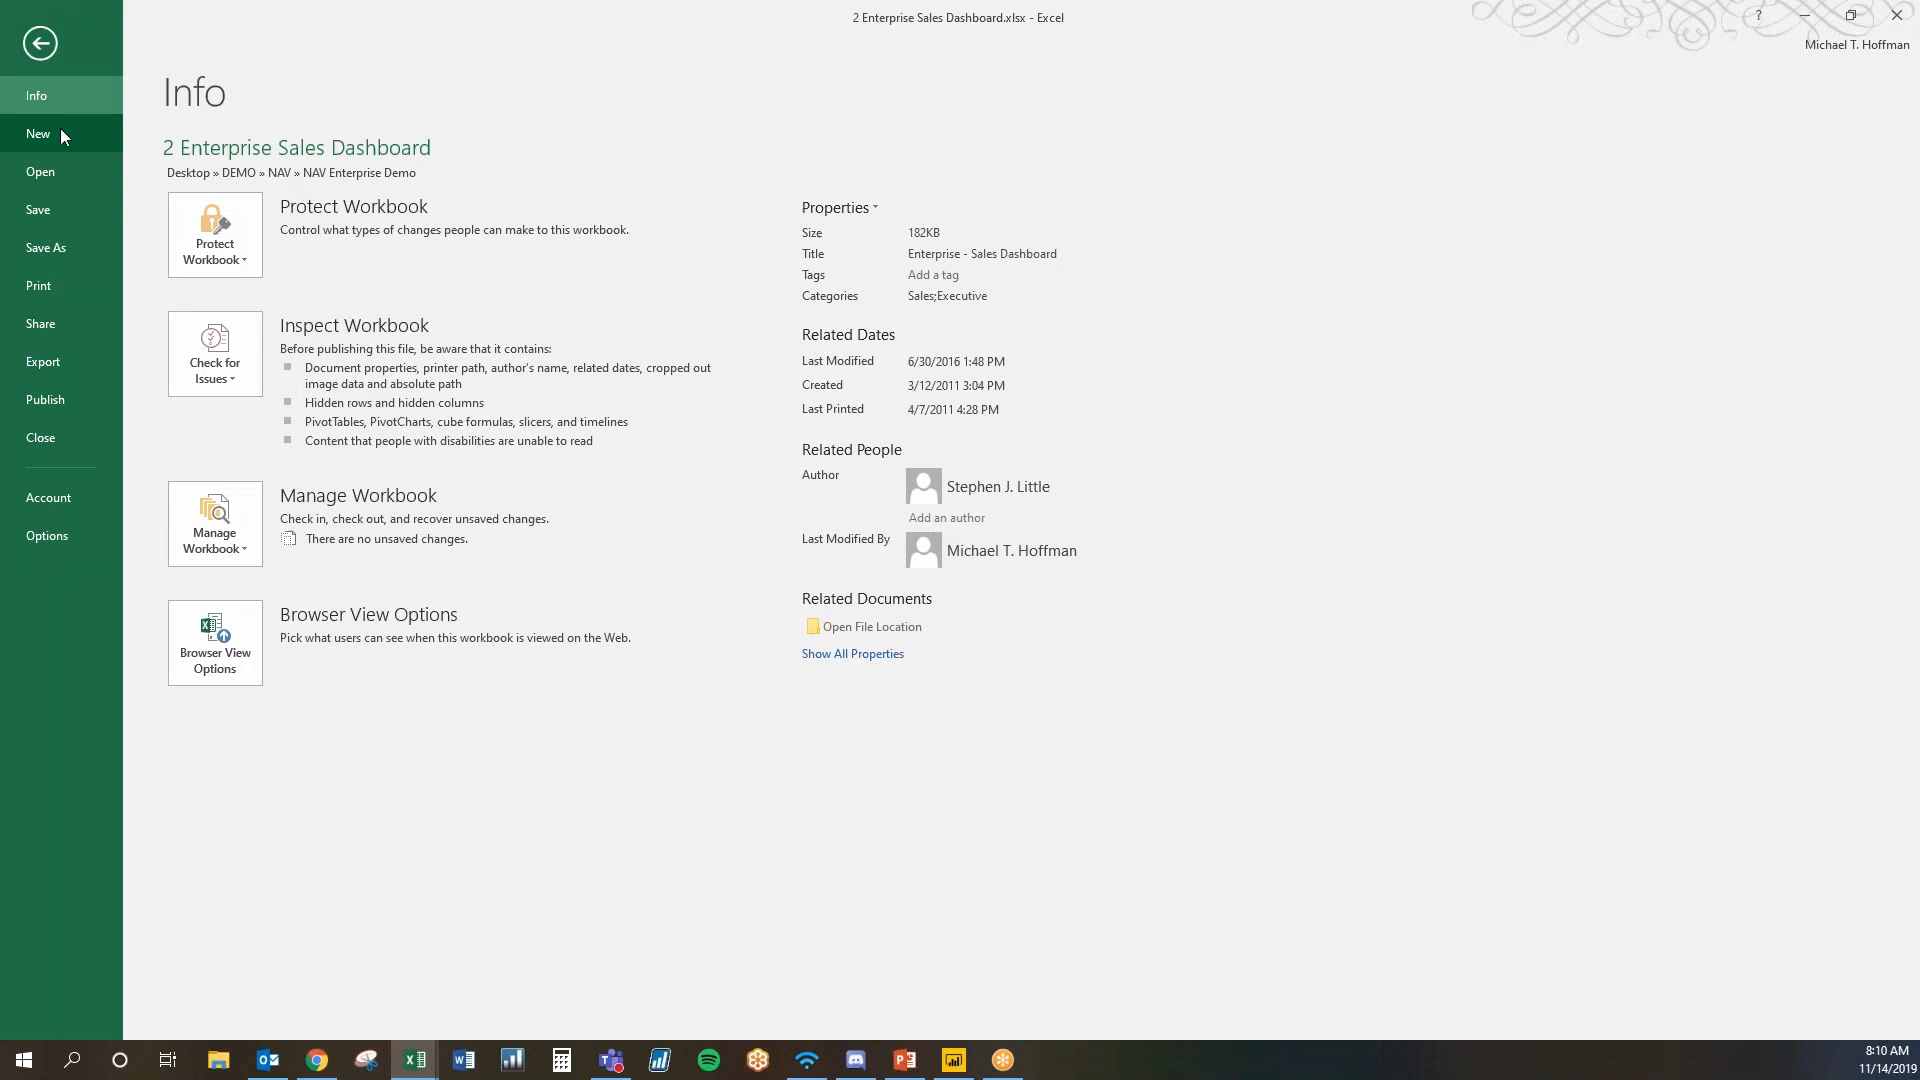 2 Enterprise Sales Dashboard.xlsx - Excel
?
Michael T. Hoffman
Info
New
Open
Save
Save As
Print
Share
Export
Publish
Close
Account
Options
Info
2 Enterprise Sales Dashboard
Desktop » DEMO » NAV » NAV Enterprise Demo
Protect
Workbook
Protect Workbook
Control what types of changes people can make to this workbook.
Check for
Issues
Inspect Workbook
Before publishing this file, be aware that it contains:
Document properties, printer path, author's name, related dates, cropped out
image data and absolute path
Hidden rows and hidden columns
PivotTables, PivotCharts, cube formulas, slicers, and timelines
Content that people with disabilities are unable to read
Manage
Workbook
Manage Workbook
Check in, check out, and recover unsaved changes.
There are no unsaved changes.
Browser View
Options
Browser View Options
Pick what users can see when this workbook is viewed on the Web.
Properties
Size 182KB
Title Enterprise - Sales Dashboard
Tags Add a tag
Categories Sales;Executive
Related Dates
Last Modified 6/30/2016 1:48 PM
Created 3/12/2011 3:04 PM
Last Printed 4/7/2011 4:28 PM
Related People
Author Stephen J. Little
Add an author
Last Modified By Michael T. Hoffman
Related Documents
Open File Location
Show All Properties
8:10 AM
11/14/2019